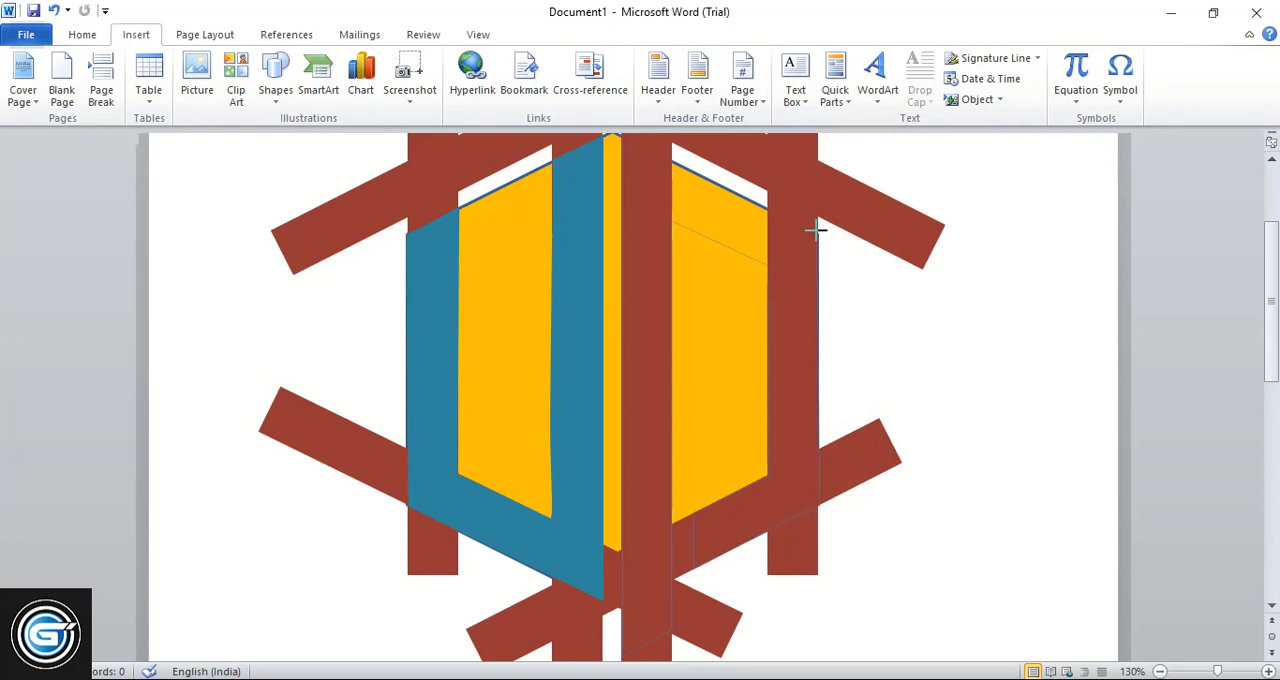 Document1 - Microsoft Word (Trial)
File Home Insert Page Layout References Mailings Review View
Cover Page Blank Page Page Break Table Picture Clip Art Shapes SmartArt Chart Screenshot Hyperlink Bookmark Cross-reference Header Footer Page Number Text Box Quick Parts WordArt Drop Cap Signature Line Date & Time Object Equation Symbol
Pages Tables Illustrations Links Header & Footer Text Symbols
ords: 0 English (India) 130%